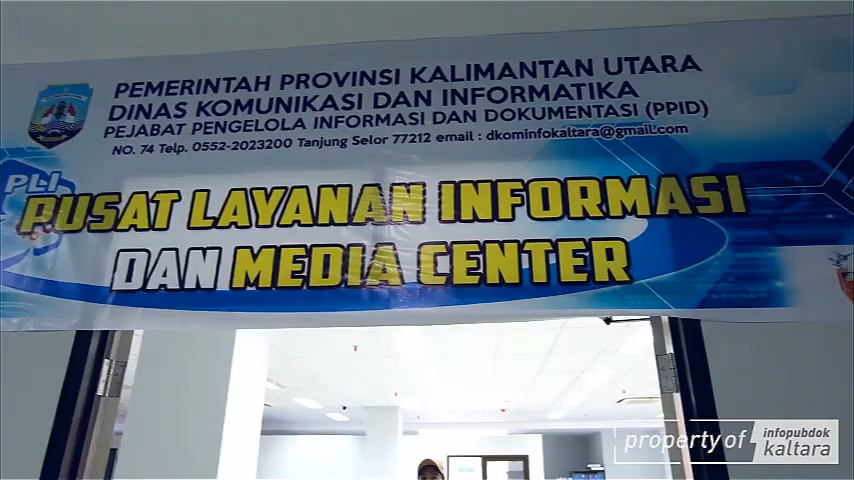 PEMERINTAH PROVINSI KALIMANTAN UTARA
DINAS KOMUNIKASI DAN INFORMATIKA
PEJABAT PENGELOLA INFORMASI DAN DOKUMENTASI (PPID)
NO. 74 Telp. 0552-2023200 Tanjung Selor 77212 email : dkominfokaltara@gmail.com
PLI
PUSAT LAYANAN INFORMASI
DAN MEDIA CENTER
property of infopubdok
kaltara